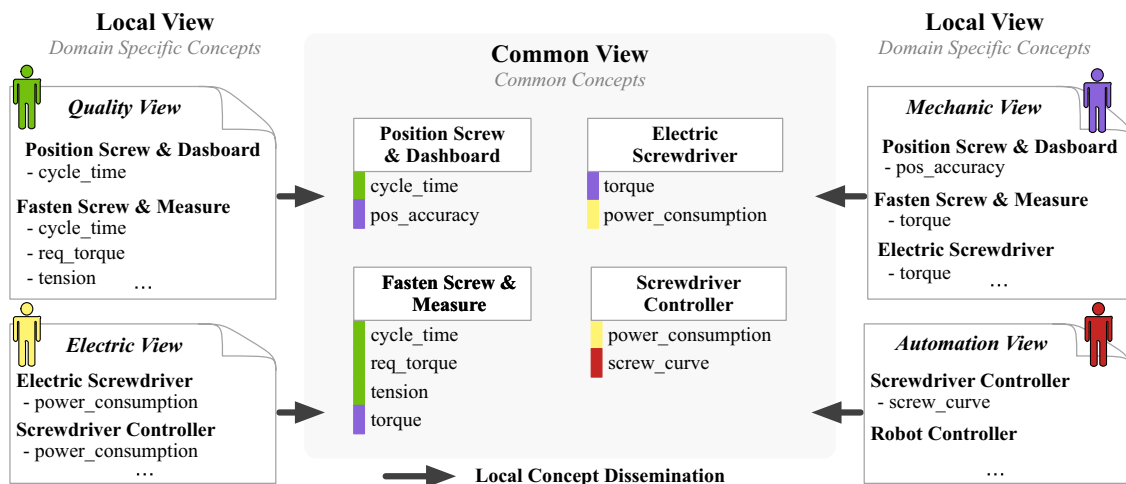 Local View
Domain Specific Concepts
Quality View
Position Screw & Dasboard
- cycle_time
Fasten Screw & Measure
- cycle_time
- req_torque
- tension
...
Electric View
Electric Screwdriver
- power_consumption
Screwdriver Controller
- power_consumption
...
Common View
Common Concepts
Position Screw
& Dashboard
cycle_time
pos_accuracy
Electric
Screwdriver
torque
power_consumption
Fasten Screw &
Measure
cycle_time
req_torque
tension
torque
Screwdriver
Controller
power_consumption
screw_curve
Local Concept Dissemination
Local View
Domain Specific Concepts
Mechanic View
Position Screw & Dasboard
- pos_accuracy
Fasten Screw & Measure
- torque
Electric Screwdriver
- torque
...
Automation View
Screwdriver Controller
- screw_curve
Robot Controller
...